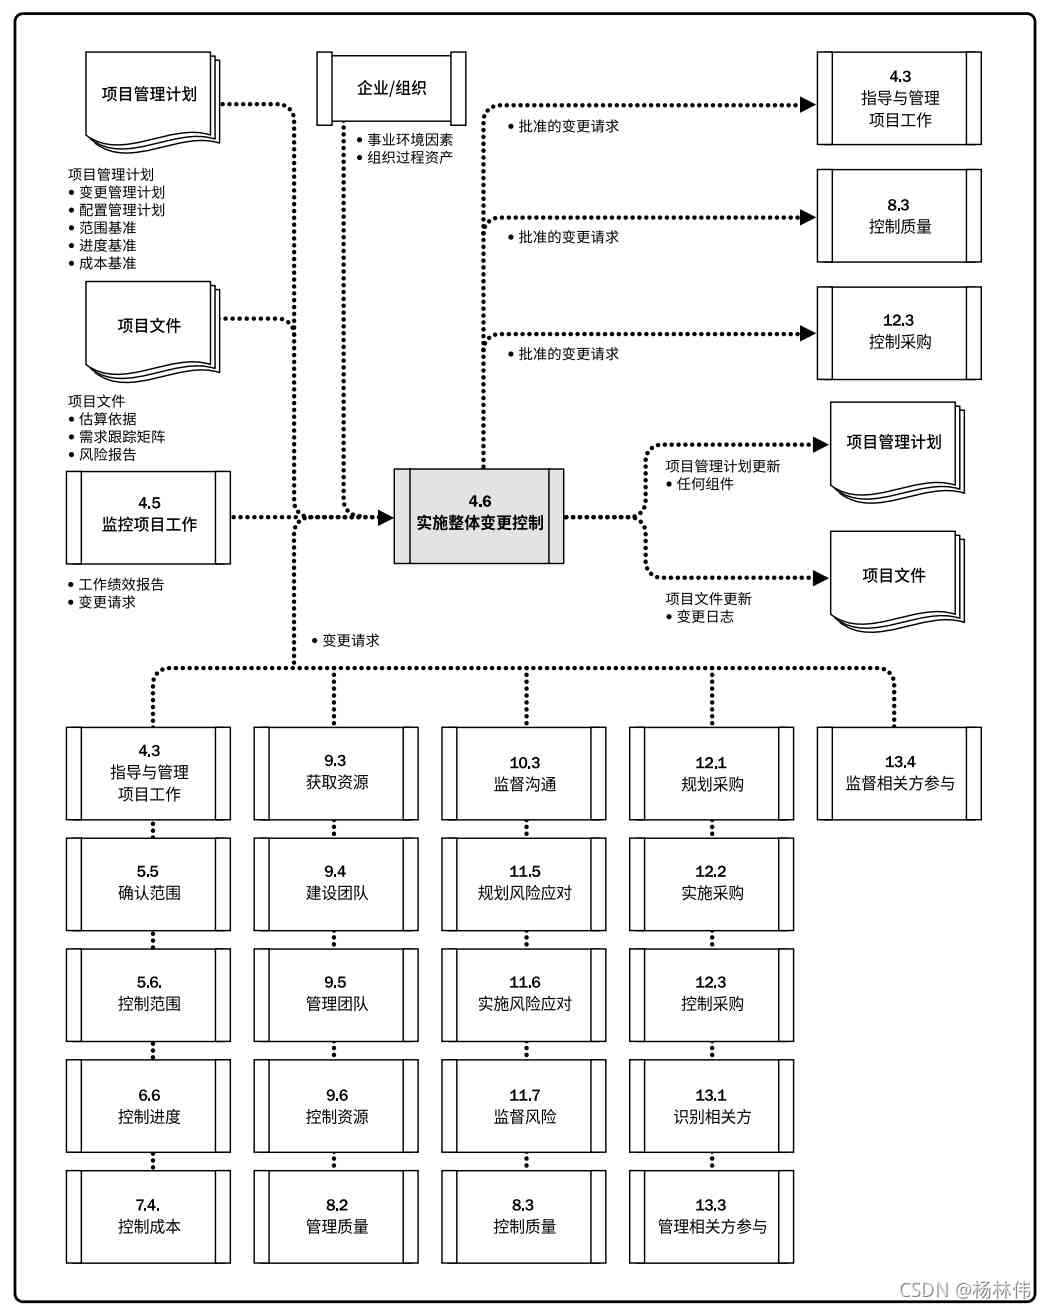 项目管理计划
项目管理计划
● 变更管理计划
● 配置管理计划
● 范围基准
● 进度基准
● 成本基准
项目文件
项目文件
● 估算依据
● 需求跟踪矩阵
● 风险报告
4.5
监控项目工作
● 工作绩效报告
● 变更请求
企业/组织
● 事业环境因素
● 组织过程资产
4.6
实施整体变更控制
● 批准的变更请求
4.3
指导与管理
项目工作
● 批准的变更请求
8.3
控制质量
● 批准的变更请求
12.3
控制采购
项目管理计划
项目管理计划更新
● 任何组件
项目文件
项目文件更新
● 变更日志
● 变更请求
4.3
指导与管理
项目工作
9.3
获取资源
10.3
监督沟通
12.1
规划采购
13.4
监督相关方参与
5.5
确认范围
9.4
建设团队
11.5
规划风险应对
12.2
实施采购
5.6.
控制范围
9.5
管理团队
11.6
实施风险应对
12.3
控制采购
6.6
控制进度
9.6
控制资源
11.7
监督风险
13.1
识别相关方
7.4.
控制成本
8.2
管理质量
8.3
控制质量
13.3
管理相关方参与
CSDN @杨林伟